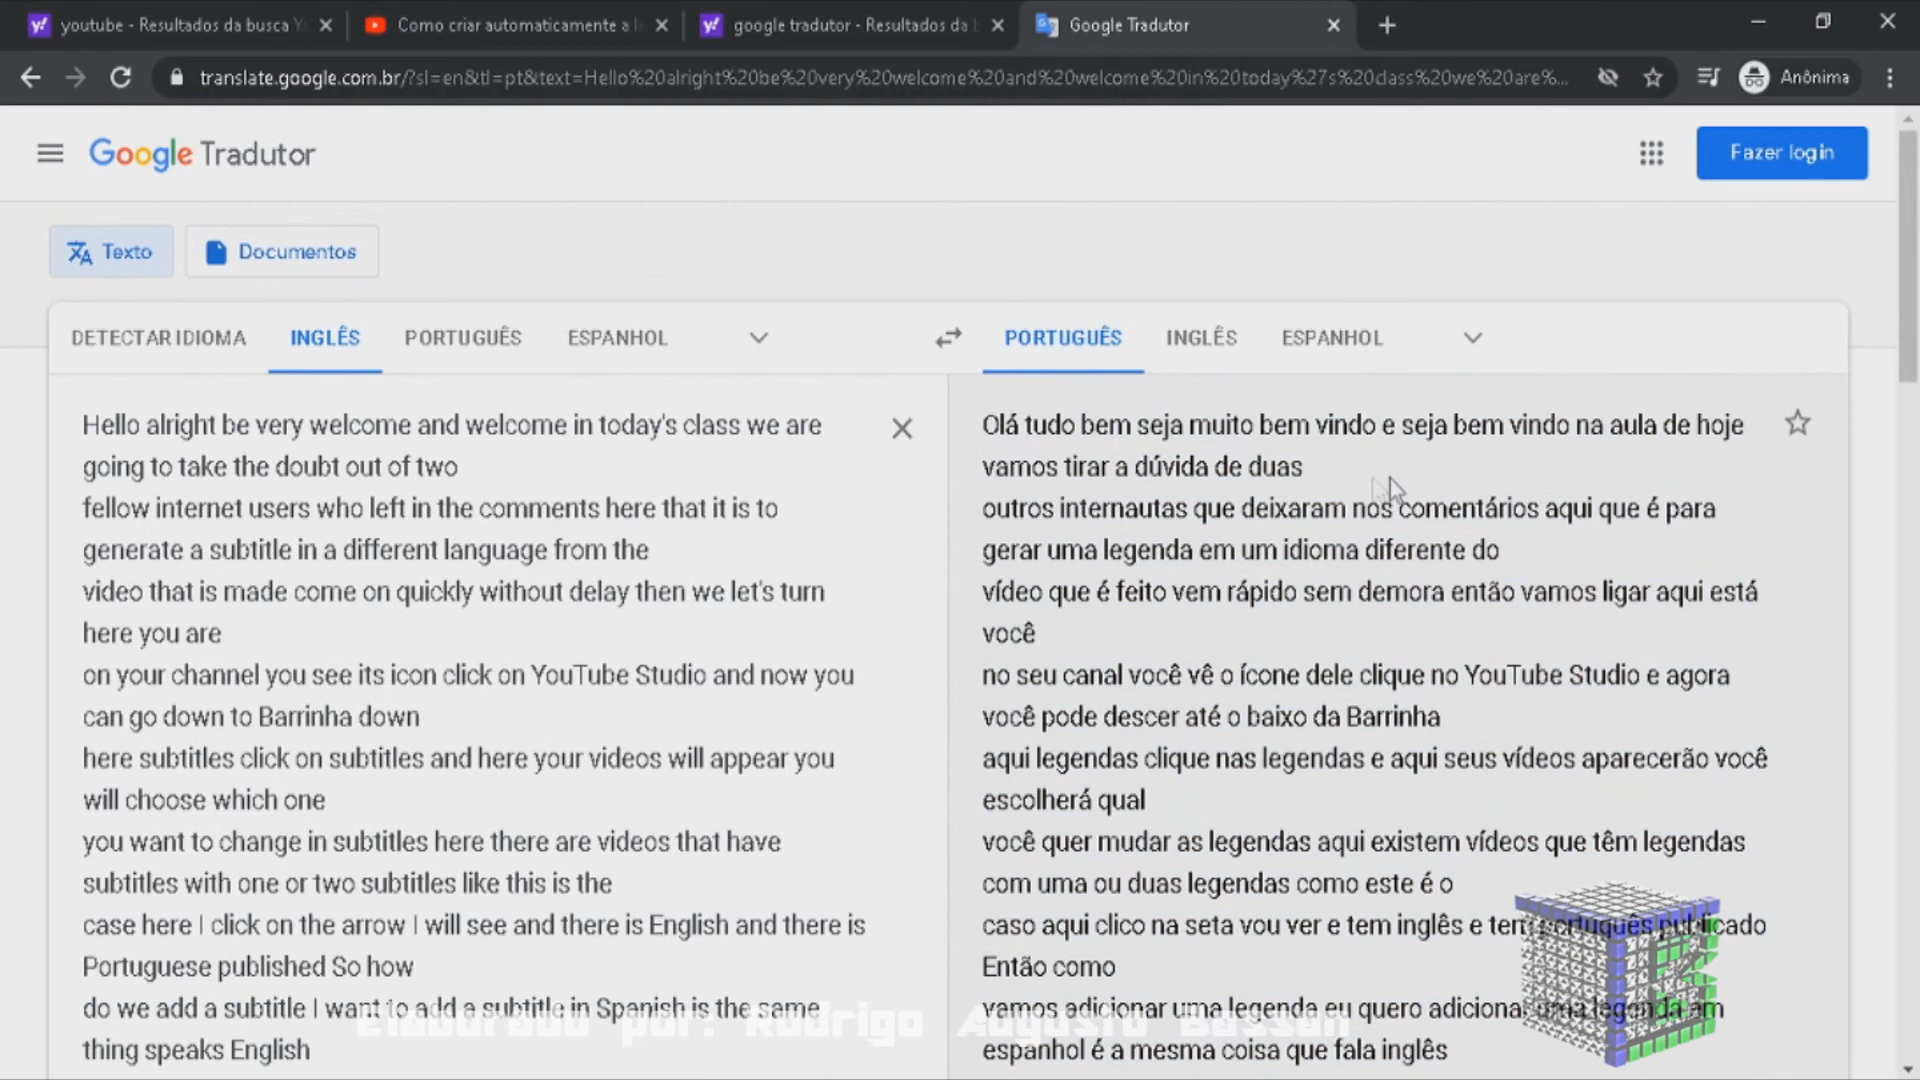 youtube - Resultados da busca Y
Como criar automaticamente a l
google tradutor - Resultados da b
Google Tradutor
translate.google.com.br/?sl=en&tl=pt&text=Hello%20alright%20be%20very%20welcome%20and%20welcome%20in%20today%27s%20class%20we%20are%...
Anônima
Google Tradutor
Fazer login
Texto
Documentos
DETECTAR IDIOMA
INGLÊS
PORTUGUÊS
ESPANHOL
PORTUGUÊS
INGLÊS
ESPANHOL
Hello alright be very welcome and welcome in today's class we are
going to take the doubt out of two
fellow internet users who left in the comments here that it is to
generate a subtitle in a different language from the
video that is made come on quickly without delay then we let's turn
here you are
on your channel you see its icon click on YouTube Studio and now you
can go down to Barrinha down
here subtitles click on subtitles and here your videos will appear you
will choose which one
you want to change in subtitles here there are videos that have
subtitles with one or two subtitles like this is the
case here I click on the arrow I will see and there is English and there is
Portuguese published So how
do we add a subtitle I want to add a subtitle in Spanish is the same
thing speaks English
Olá tudo bem seja muito bem vindo e seja bem vindo na aula de hoje
vamos tirar a dúvida de duas
outros internautas que deixaram nos comentários aqui que é para
gerar uma legenda em um idioma diferente do
vídeo que é feito vem rápido sem demora então vamos ligar aqui está
você
no seu canal você vê o ícone dele clique no YouTube Studio e agora
você pode descer até o baixo da Barrinha
aqui legendas clique nas legendas e aqui seus vídeos aparecerão você
escolherá qual
você quer mudar as legendas aqui existem vídeos que têm legendas
com uma ou duas legendas como este é o
caso aqui clico na seta vou ver e tem inglês e tem português publicado
Então como
vamos adicionar uma legenda eu quero adicionar uma legenda em
espanhol é a mesma coisa que fala inglês
Elaborado por: Rodrigo Augusto Bassan